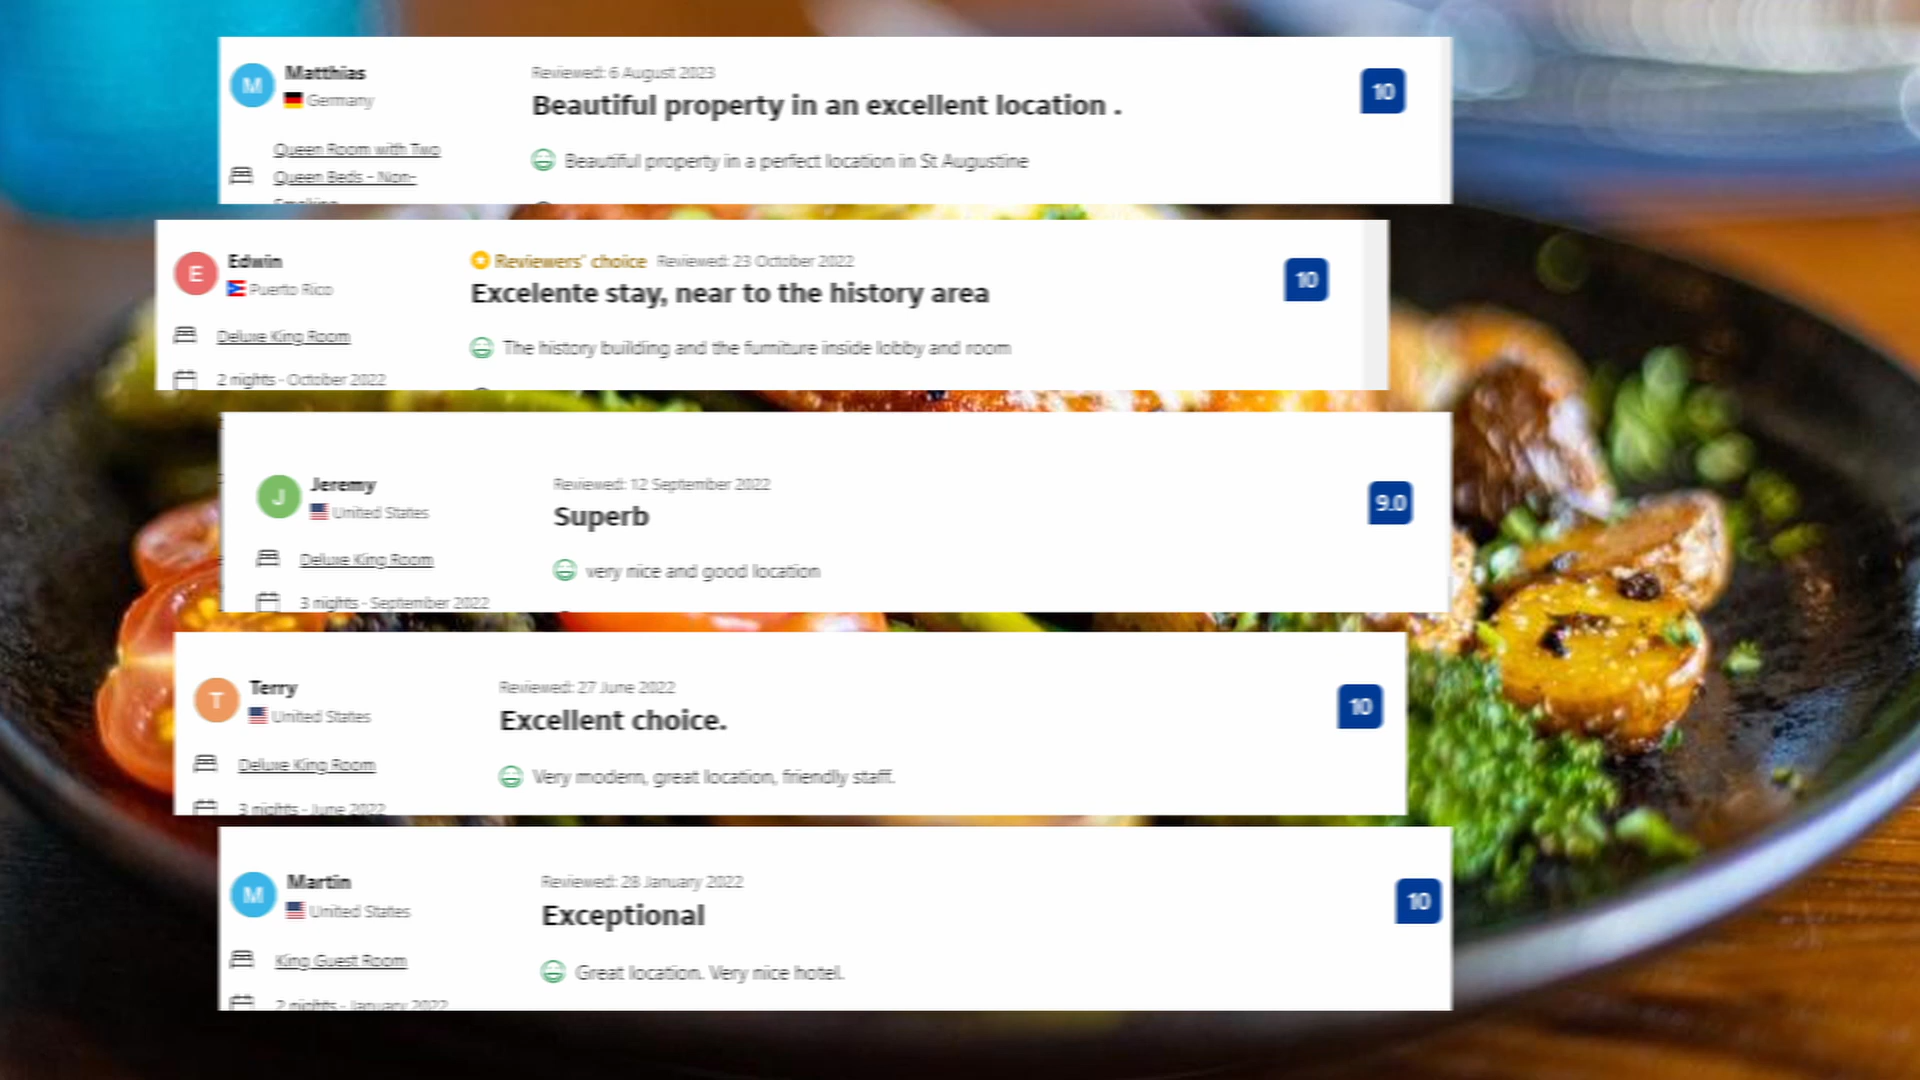 M
Matthias
Germany
Queen Room with Two
Queen Beds - Non-
Smoking
Reviewed: 6 August 2023
Beautiful property in an excellent location .
Beautiful property in a perfect location in St Augustine
10
E
Edwin
Puerto Rico
Deluxe King Room
2 nights · October 2022
Reviewers' choice Reviewed: 23 October 2022
Excelente stay, near to the history area
The history building and the furniture inside lobby and room
10
J
Jeremy
United States
Deluxe King Room
3 nights · September 2022
Reviewed: 12 September 2022
Superb
very nice and good location
9.0
T
Terry
United States
Deluxe King Room
3 nights · June 2022
Reviewed: 27 June 2022
Excellent choice.
Very modern, great location, friendly staff.
10
M
Martin
United States
King Guest Room
2 nights · January 2022
Reviewed: 28 January 2022
Exceptional
Great location. Very nice hotel.
10